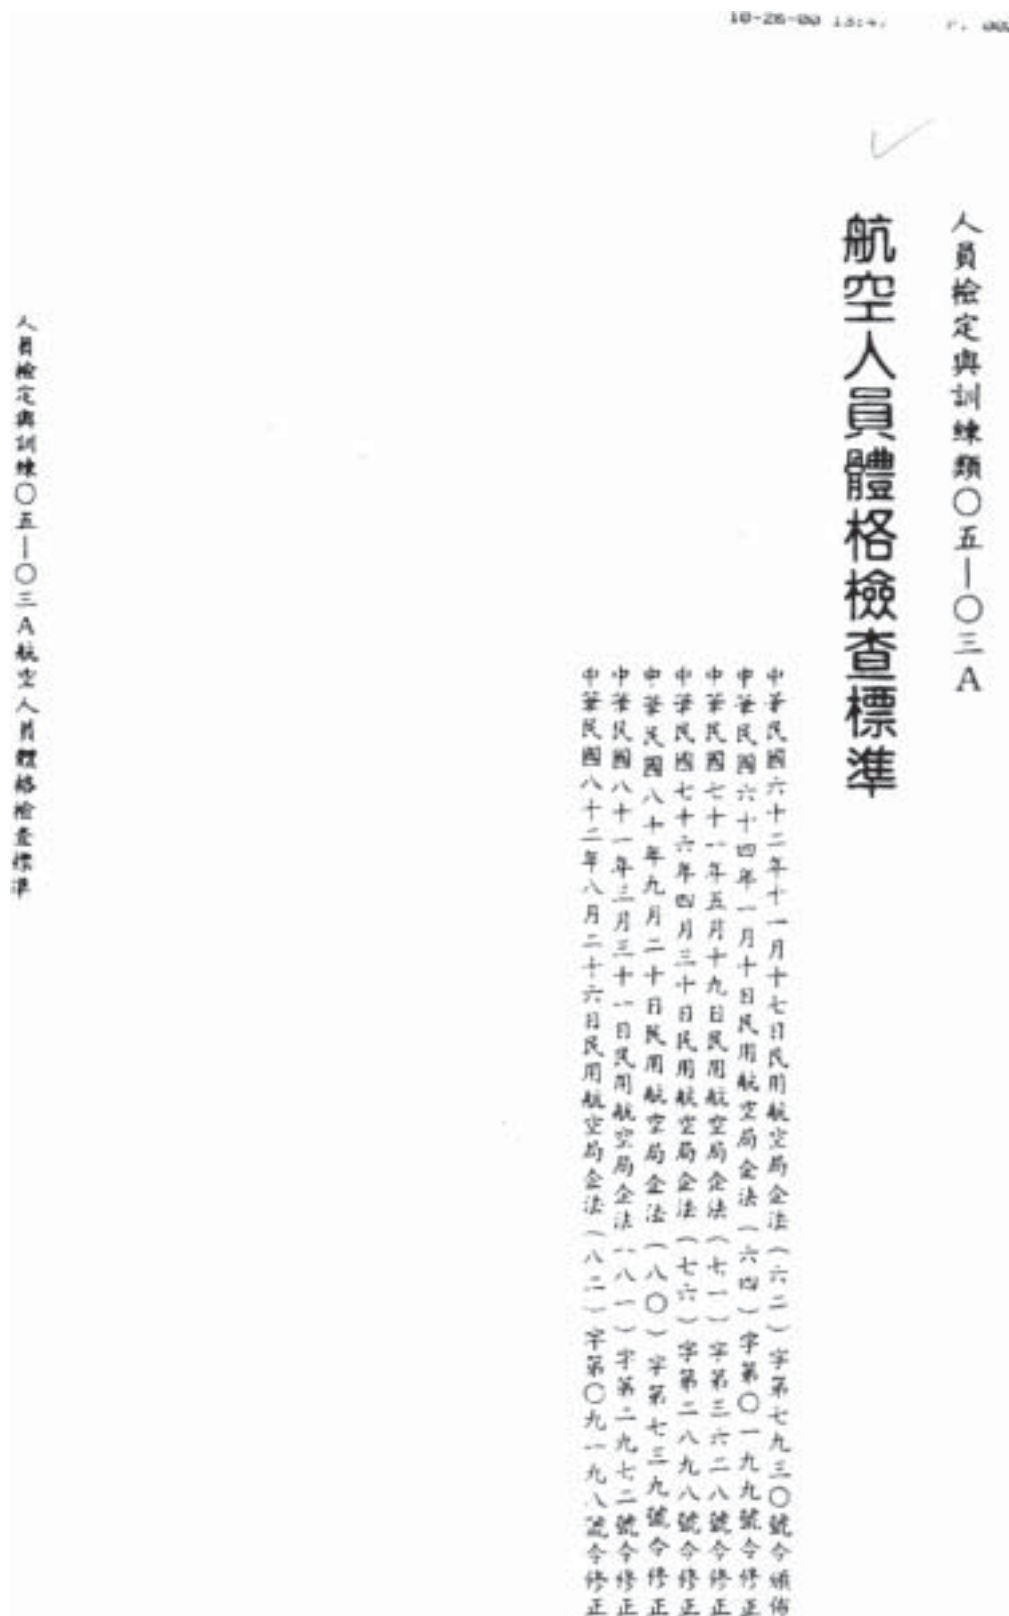 10-26-00 13:47
人員檢定與訓練類〇五—〇三A
航空人員體格檢查標準
中華民國六十二年十一月十七日民用航空局企法(六二)字第七九三〇號令頒佈
中華民國六十四年一月十日民用航空局企法(六四)字第〇一九九號令修正
中華民國七十一年五月十九日民用航空局企法(七一)字第三六二八號令修正
中華民國七十六年四月三十日民用航空局企法(七六)字第二八九八號令修正
中華民國八十年九月二十日民用航空局企法(八〇)字第七三九號令修正
中華民國八十一年三月三十一日民用航空局企法(八一)字第二九七二號令修正
中華民國八十二年八月二十六日民用航空局企法(八二)字第〇九一九八號令修正
人員檢定與訓練〇五—〇三A航空人員體格檢查標準